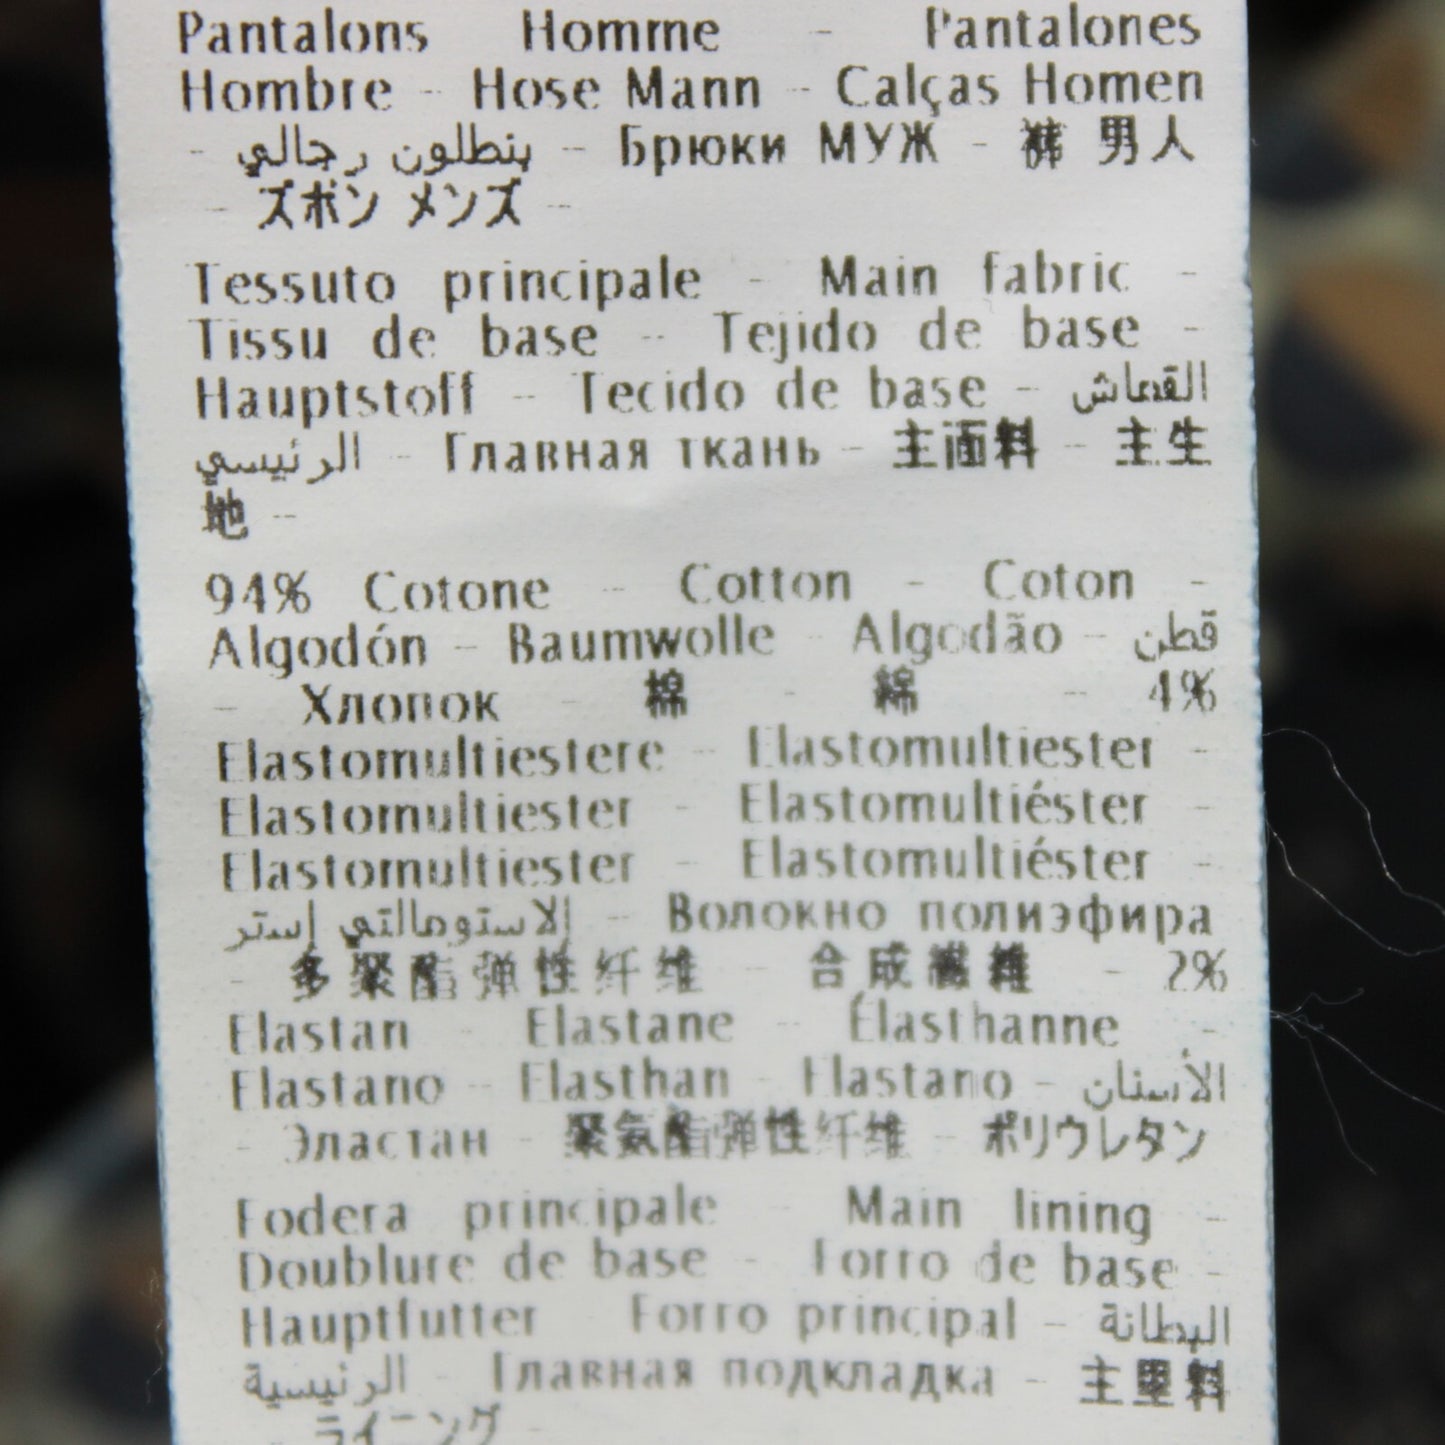 Pantalons Homme - Pantalones
Hombre - Hose Mann - Calças Homen
- بنطلون رجالي - Брюки МУЖ - 裤 男人
- ズボン メンズ -
Tessuto principale - Main fabric -
Tissu de base - Tejido de base -
Hauptstoff - Tecido de base - القماش
الرئيسي - Главная ткань - 主面料 - 主生
地 -
94% Cotone - Cotton - Coton -
Algodón - Baumwolle - Algodão - قطن
- Хлопок - 棉 - 綿 - 4%
Elastomultiestere - Elastomultiester -
Elastomultiester - Elastomultiéster -
Elastomultiester - Elastomultiéster -
الاستومالتي إستر - Волокно полиэфира
- 多聚酯弹性纤维 - 合成繊維 - 2%
Elastan - Elastane - Élasthanne -
Elastano - Elasthan - Elastano - الأستان
- Эластан - 聚氨酯弹性纤维 - ポリウレタン
Fodera principale - Main lining -
Doublure de base - Forro de base -
Hauptfutter - Forro principal - البطانة
الرئيسية - Главная подкладка - 主里料
- ライニング -